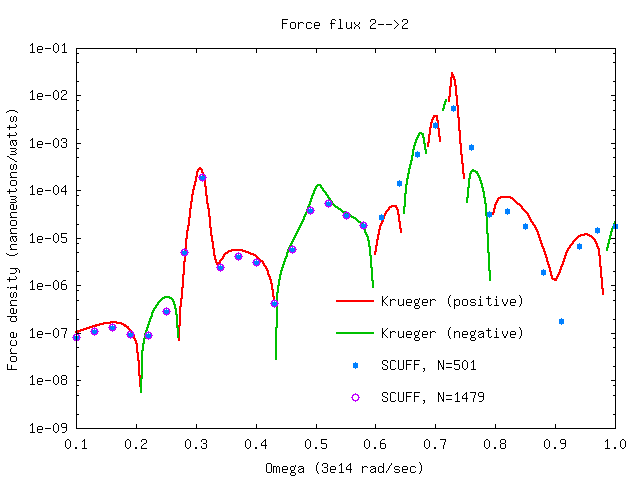 Force flux 2-->2
Force density (nanonewtons/watts)
1e-01
1e-02
1e-03
1e-04
1e-05
1e-06
1e-07
1e-08
1e-09
Krueger (positive)
Krueger (negative)
SCUFF, N=501
SCUFF, N=1479
0.1 0.2 0.3 0.4 0.5 0.6 0.7 0.8 0.9 1.0
Omega (3e14 rad/sec)